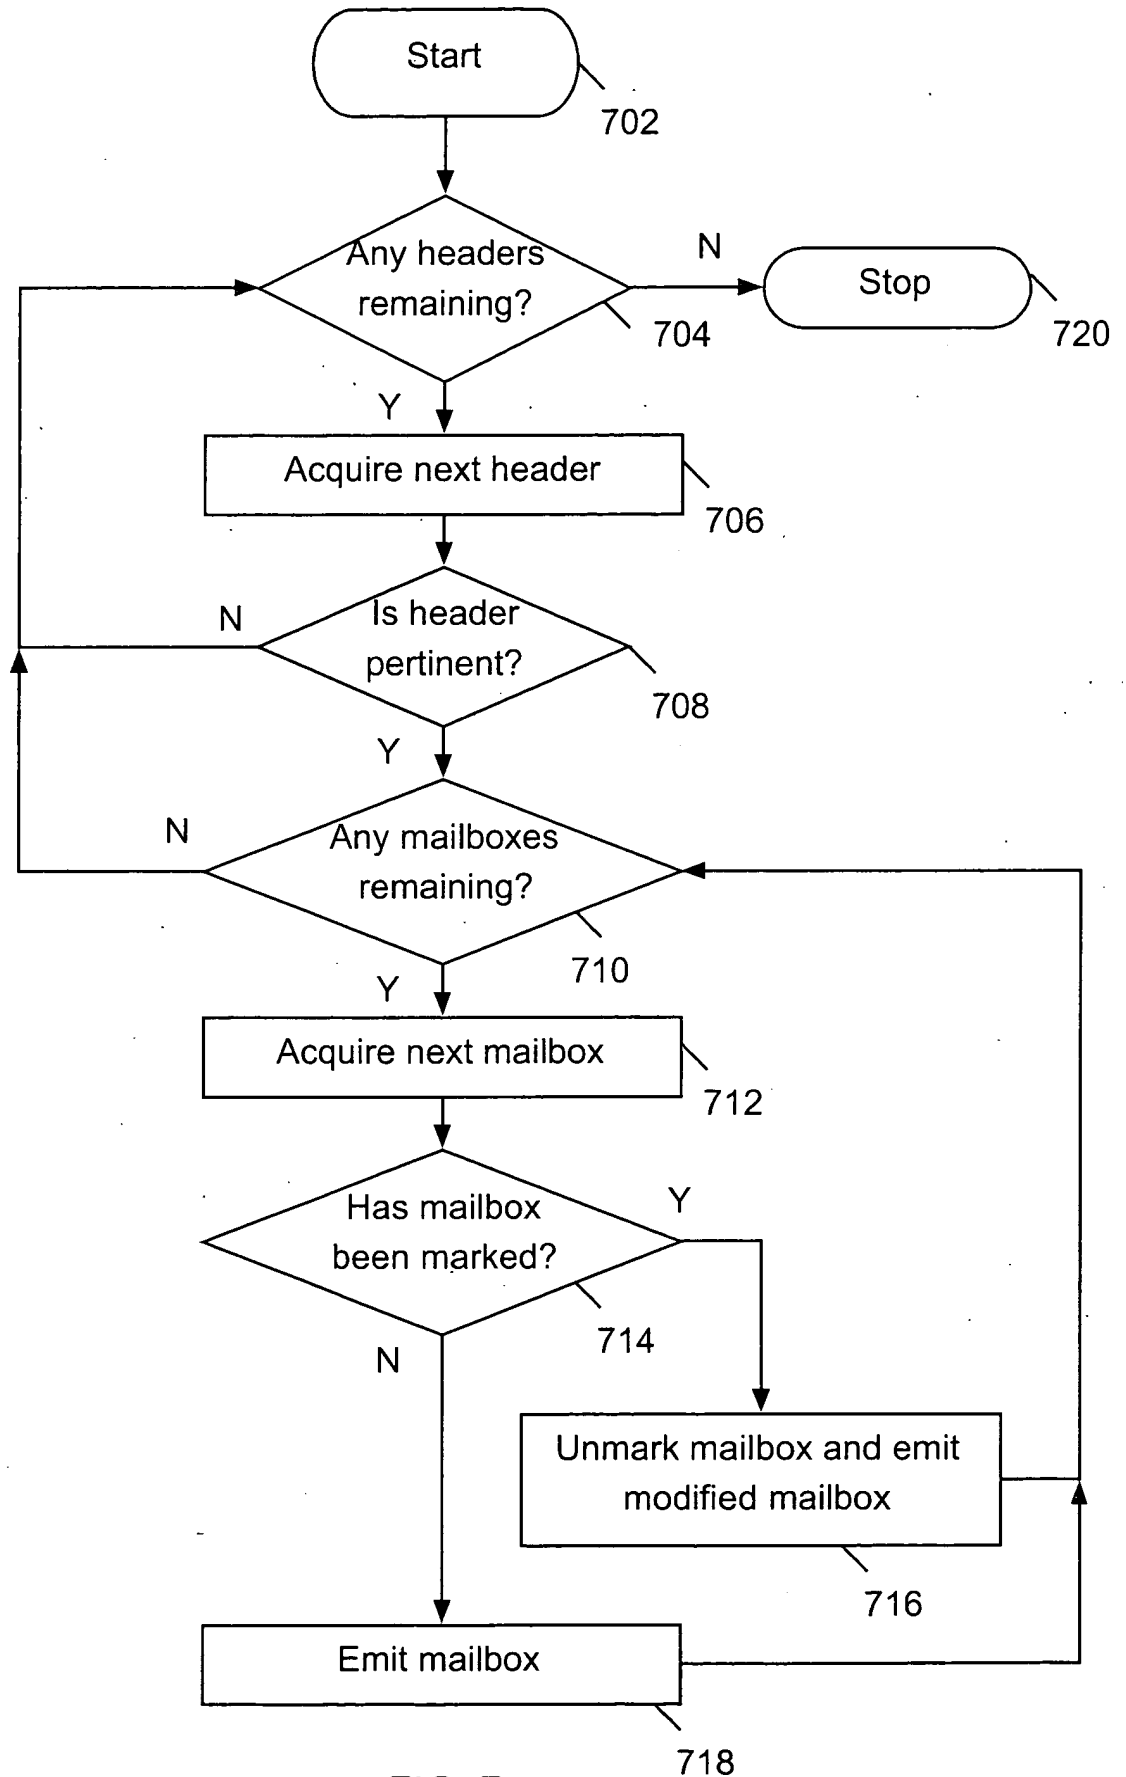 Start
702
Any headers
remaining?
N
704
Stop
720
Y
Acquire next header
706
N
Is header
pertinent?
708
Y
N
Any mailboxes
remaining?
710
Y
Acquire next mailbox
712
Has mailbox
been marked?
Y
714
N
Unmark mailbox and emit
modified mailbox
716
Emit mailbox
718